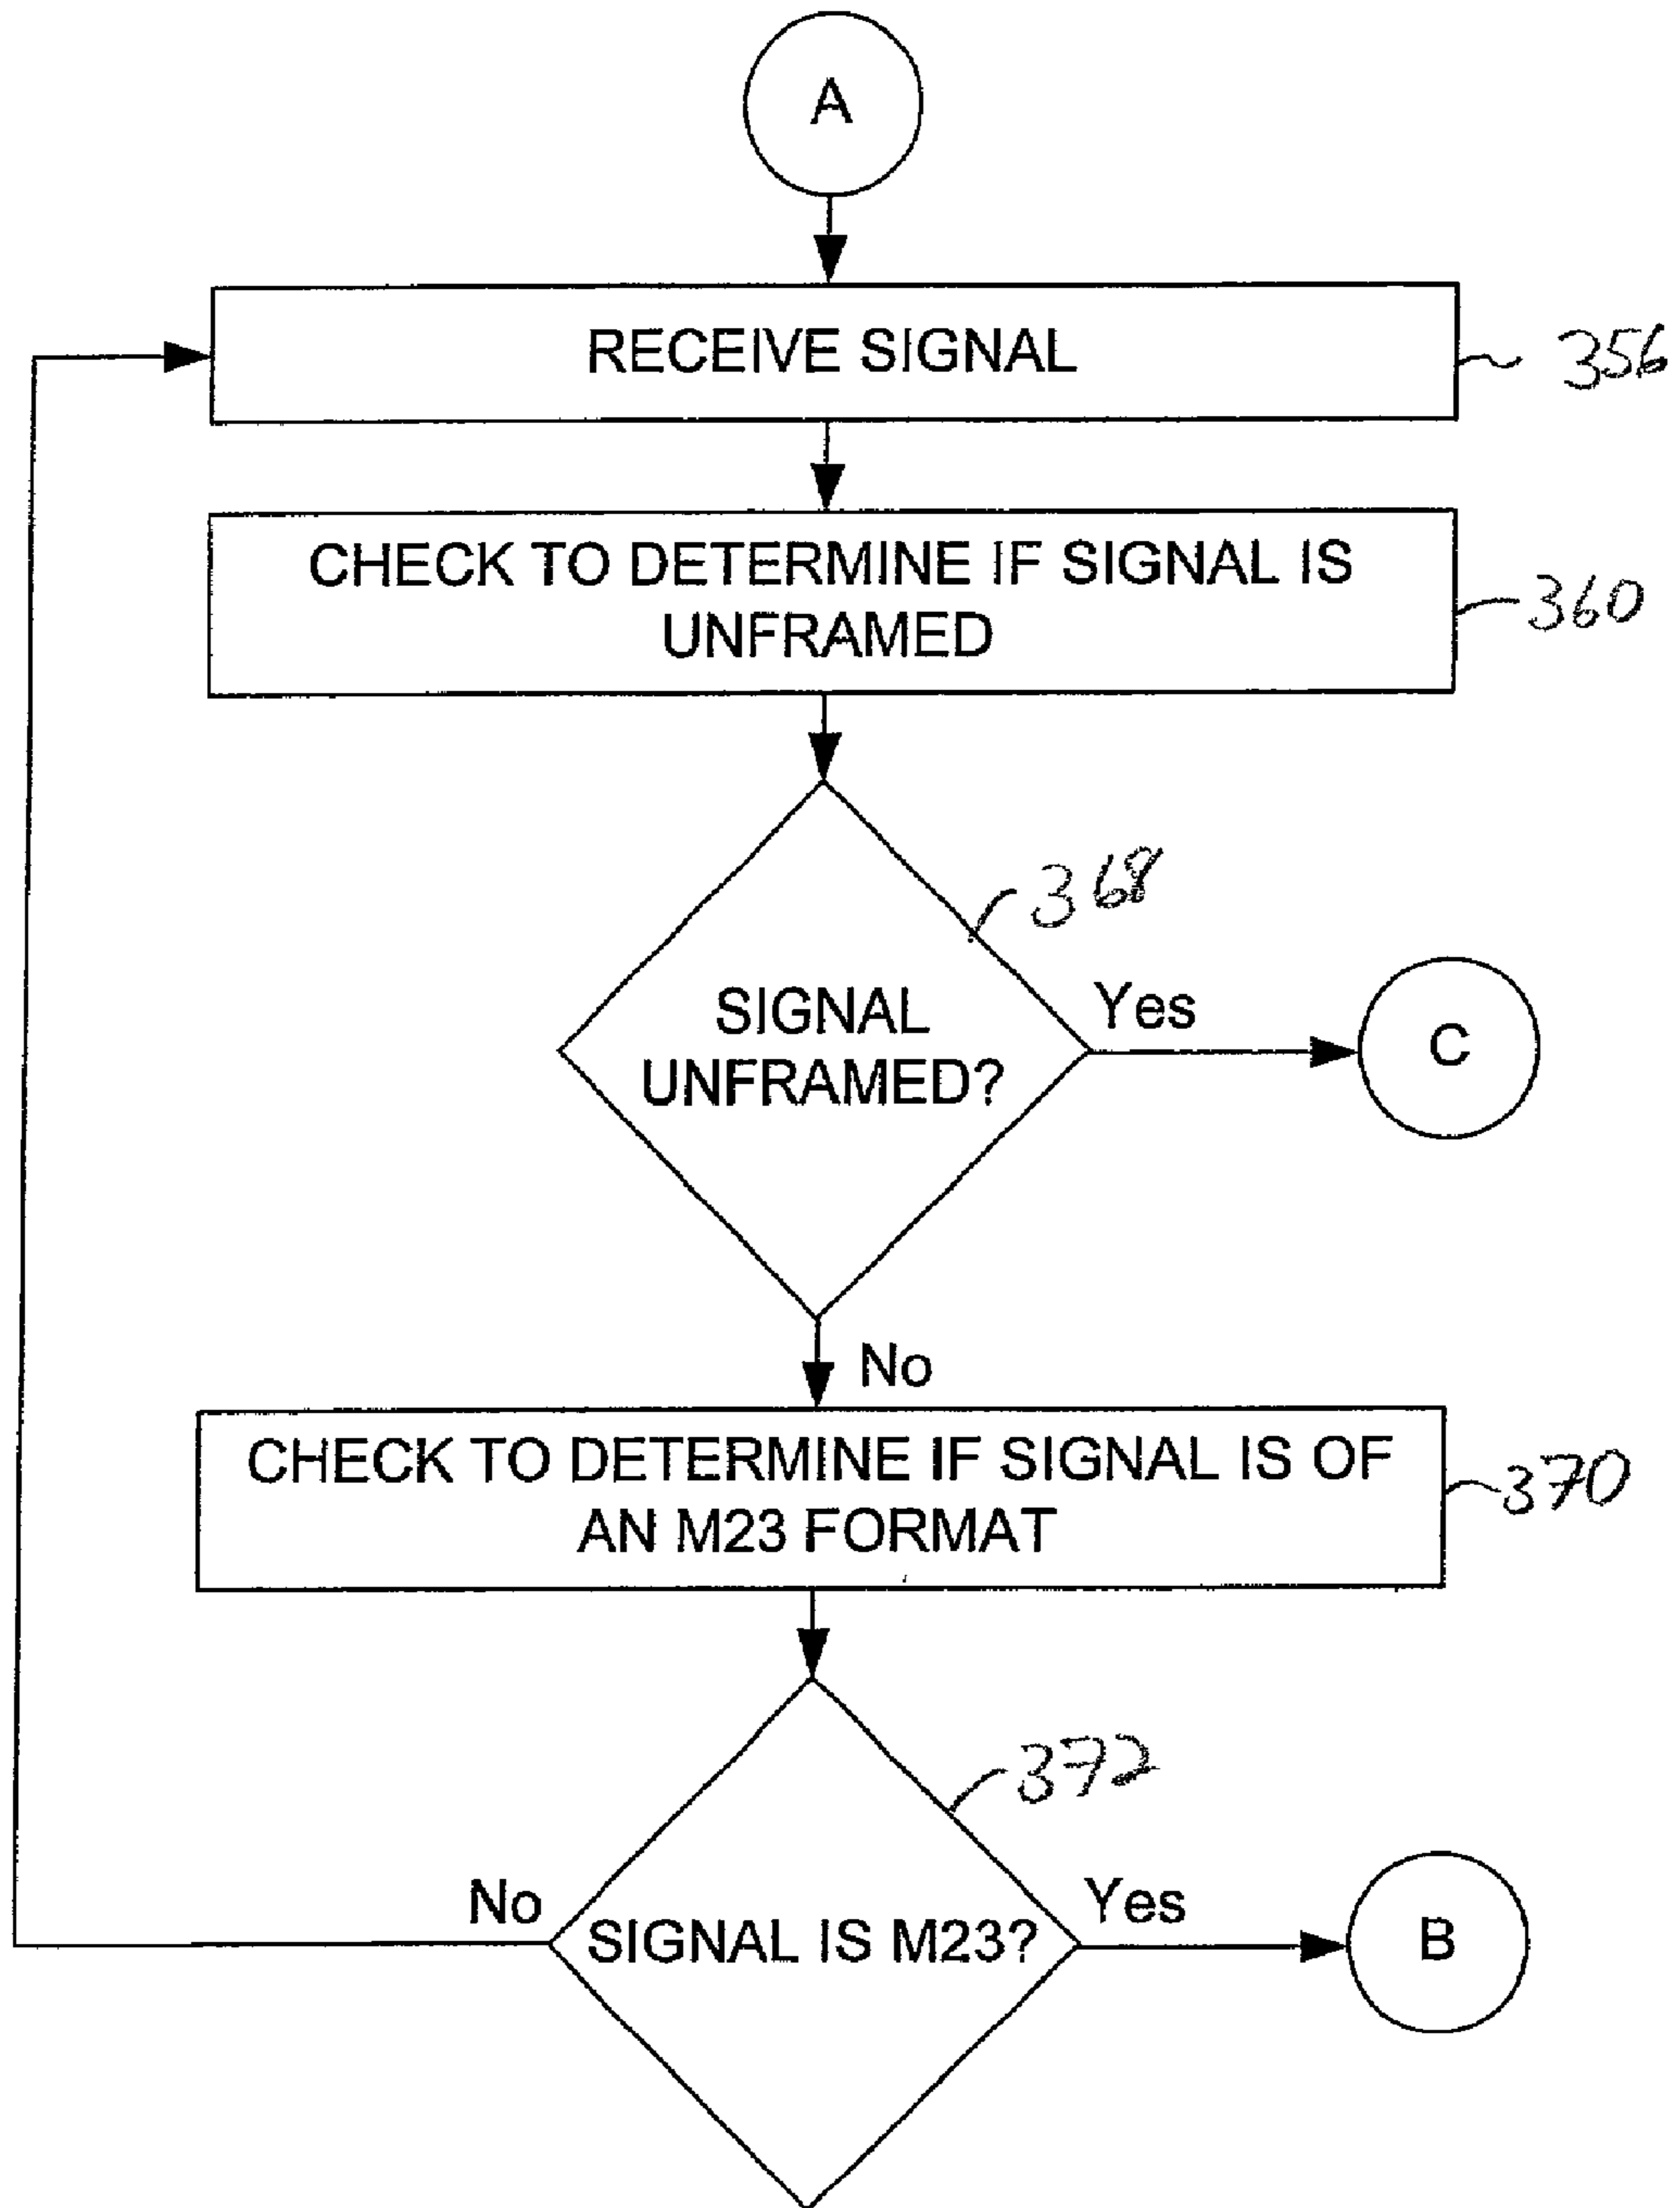 A
RECEIVE SIGNAL
356
CHECK TO DETERMINE IF SIGNAL IS
UNFRAMED
360
368
SIGNAL
UNFRAMED?
Yes
C
No
CHECK TO DETERMINE IF SIGNAL IS OF
AN M23 FORMAT
370
372
No
SIGNAL IS M23?
Yes
B